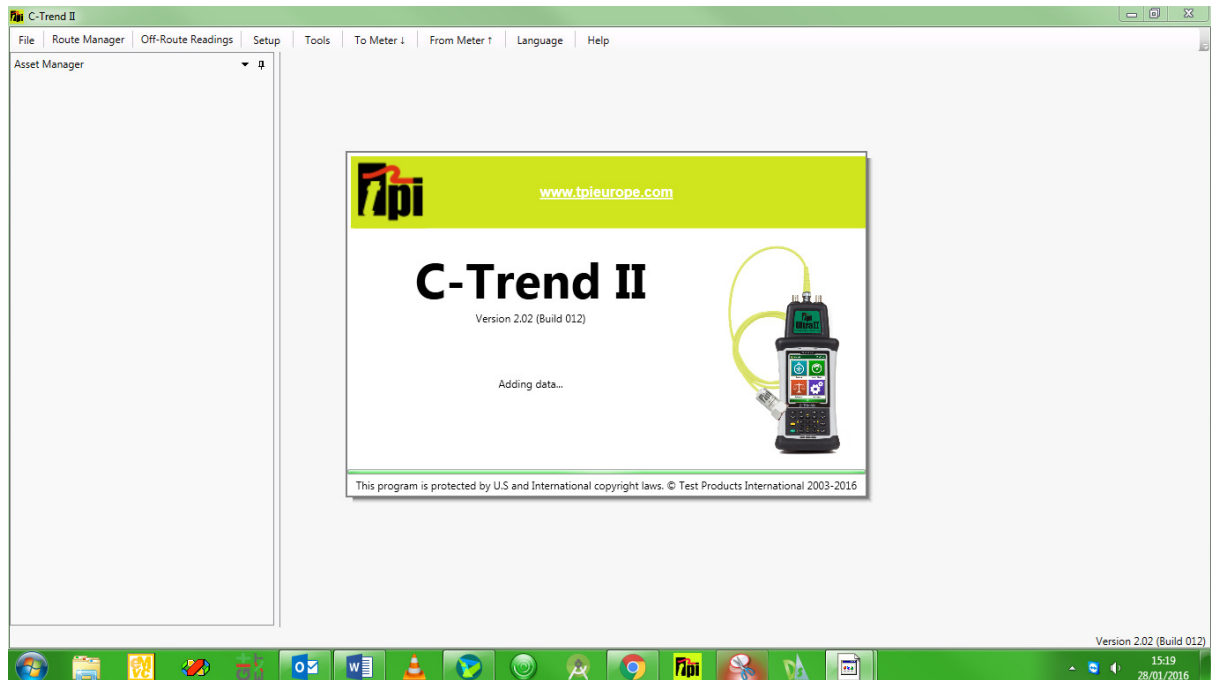 C-Trend II
File Route Manager Off-Route Readings Setup Tools To Meter ↓ From Meter ↑ Language Help
Asset Manager
tpi
www.tpieurope.com
C-Trend II
Version 2.02 (Build 012)
Adding data...
This program is protected by U.S and International copyright laws. © Test Products International 2003-2016
Version 2.02 (Build 012)
15:19
28/01/2016